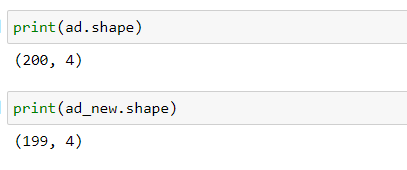 print(ad.shape)
(200, 4)
print(ad_new.shape)
(199, 4)